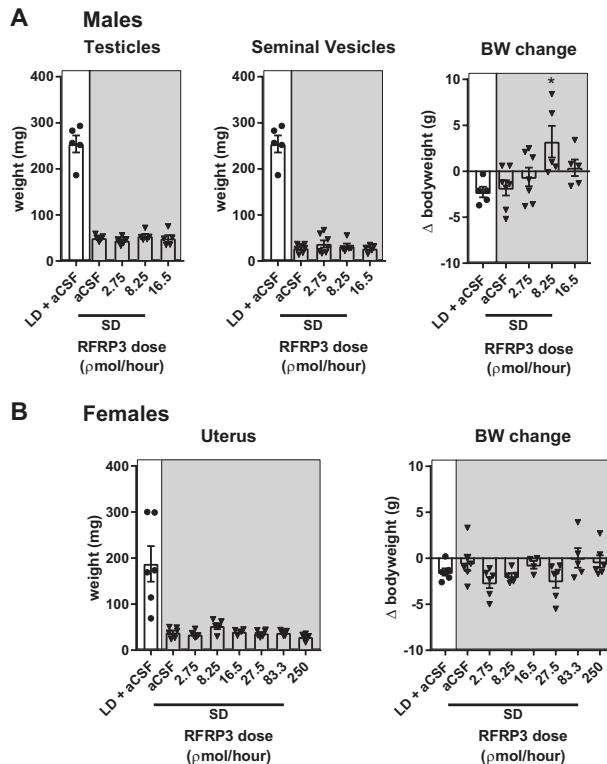 A Males
Testicles
Seminal Vesicles
BW change
weight (mg)
400
300
200
100
0
LD + aCSF
aCSF
2.75
8.25
16.5
SD
RFRP3 dose
(ρmol/hour)
weight (mg)
400
300
200
100
0
LD + aCSF
aCSF
2.75
8.25
16.5
SD
RFRP3 dose
(ρmol/hour)
Δ bodyweight (g)
10
5
0
-5
-10
*
LD + aCSF
aCSF
2.75
8.25
16.5
SD
RFRP3 dose
(ρmol/hour)
B Females
Uterus
BW change
weight (mg)
400
300
200
100
0
LD + aCSF
aCSF
2.75
8.25
16.5
27.5
83.3
250
SD
RFRP3 dose
(ρmol/hour)
Δ bodyweight (g)
10
5
0
-5
-10
LD + aCSF
aCSF
2.75
8.25
16.5
27.5
83.3
250
SD
RFRP3 dose
(ρmol/hour)